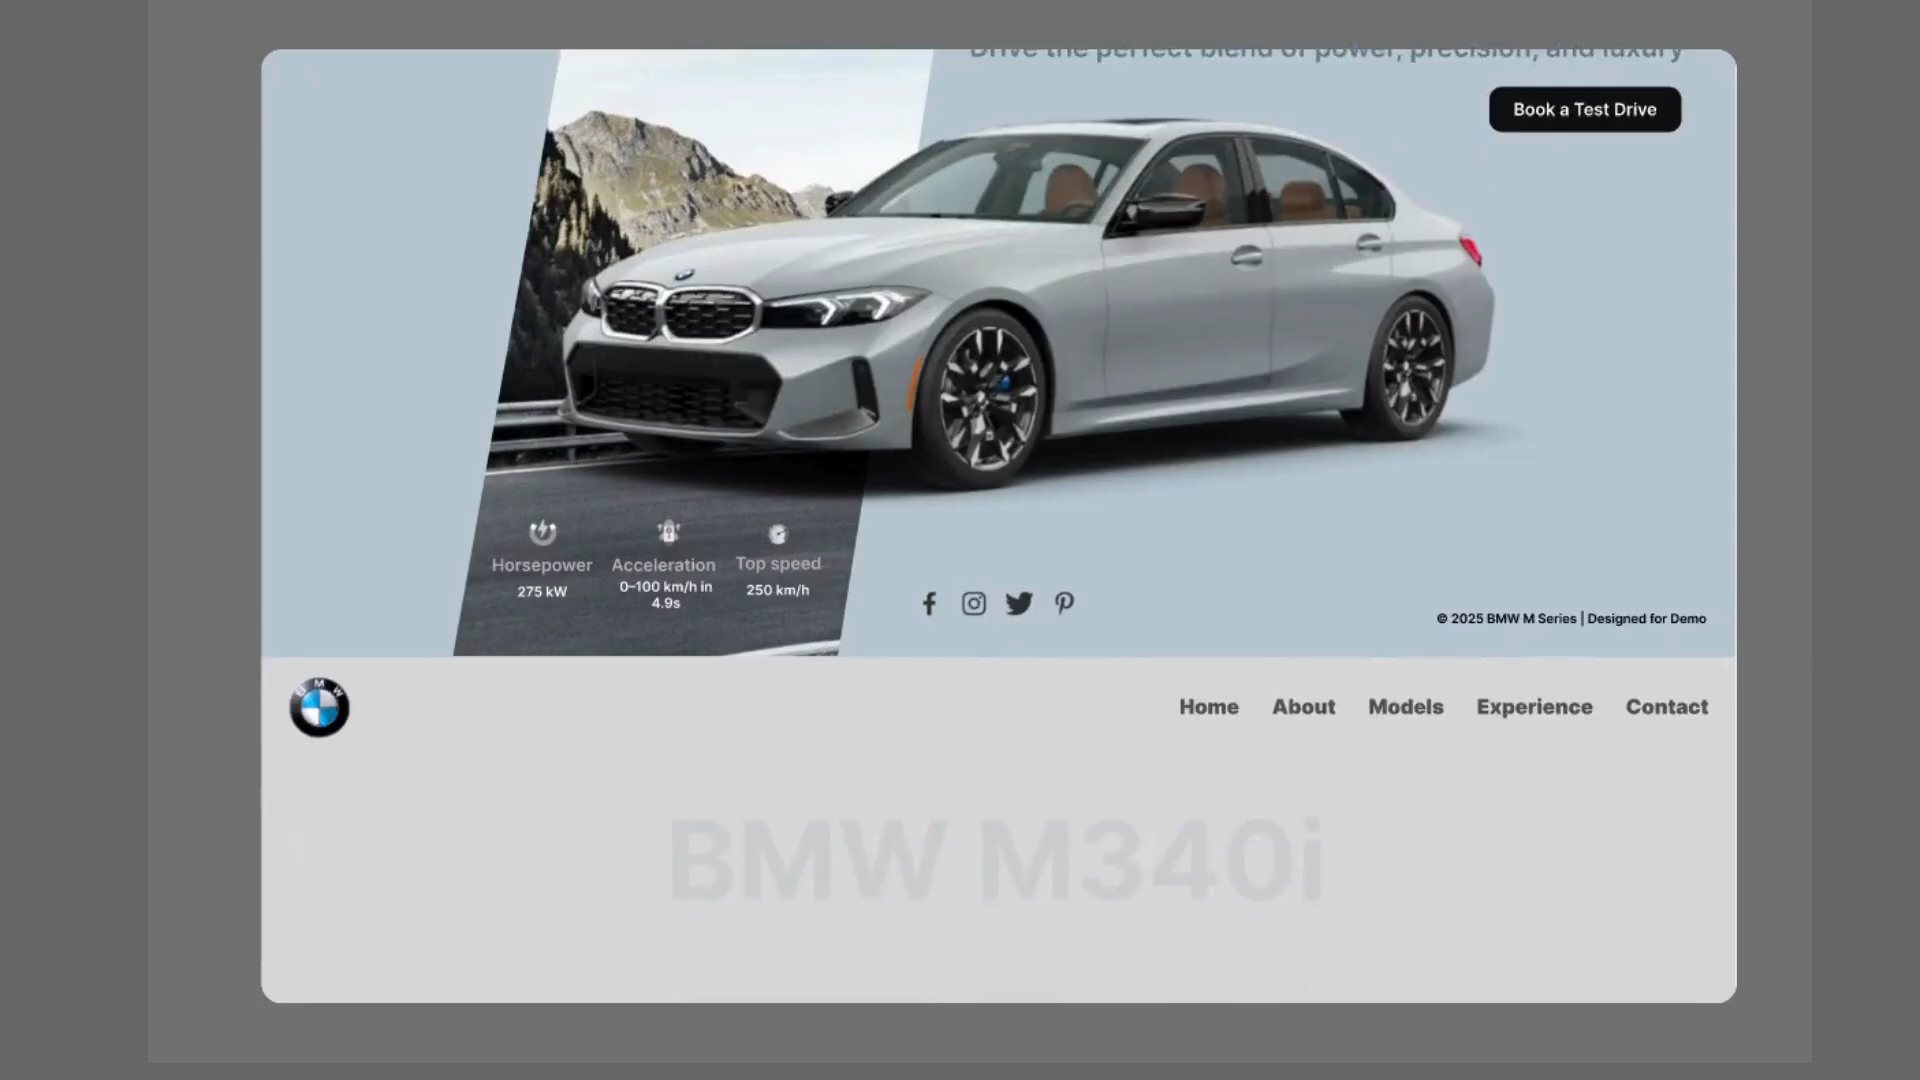 Drive the perfect blend of power, precision, and luxury
Book a Test Drive
Horsepower
275 kW
Acceleration
0–100 km/h in
4.9s
Top speed
250 km/h
© 2025 BMW M Series | Designed for Demo
BMW
Home
About
Models
Experience
Contact
BMW M340i